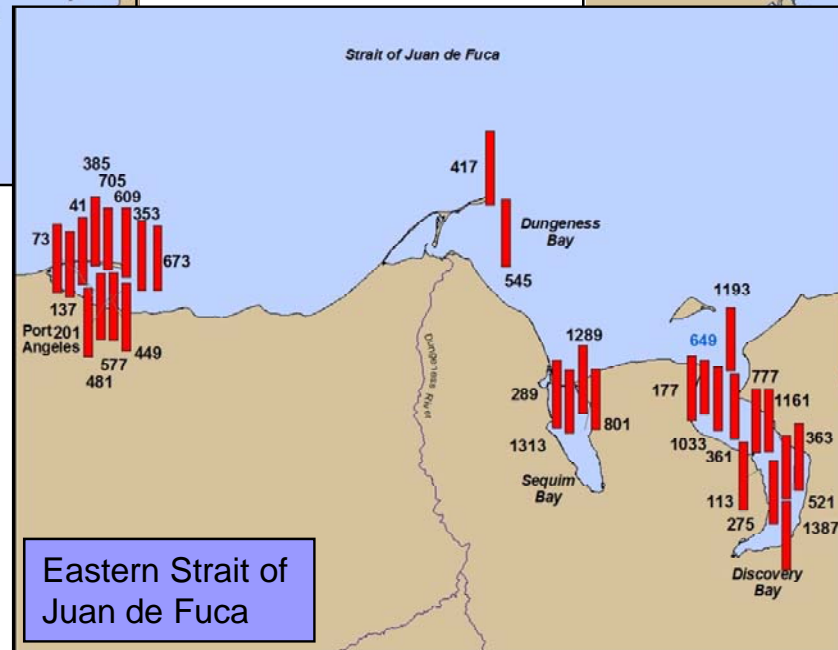 Strait of Juan de Fuca
385
705
41
609
353
73
673
137
Port
Angeles
201
449
577
481
417
Dungeness
Bay
545
Dungeness River
1289
289
801
1313
Sequim
Bay
1193
649
177
777
1161
363
1033
361
113
521
275
1387
Discovery
Bay
Eastern Strait of
Juan de Fuca